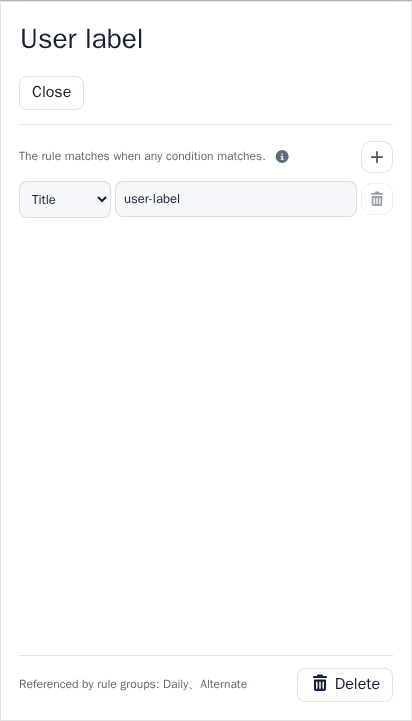 User label
Close
The rule matches when any condition matches.
Title
user-label
Referenced by rule groups: Daily、Alternate
Delete